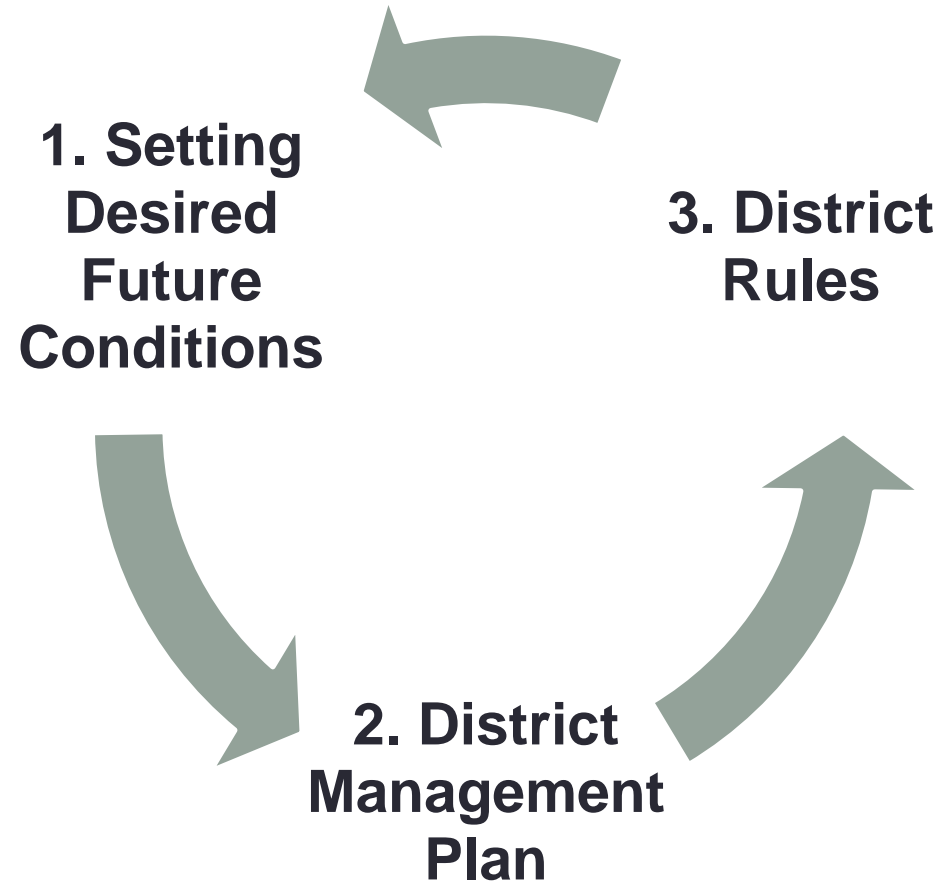 1. Setting
Desired
Future
Conditions
2. District
Management
Plan
3. District
Rules